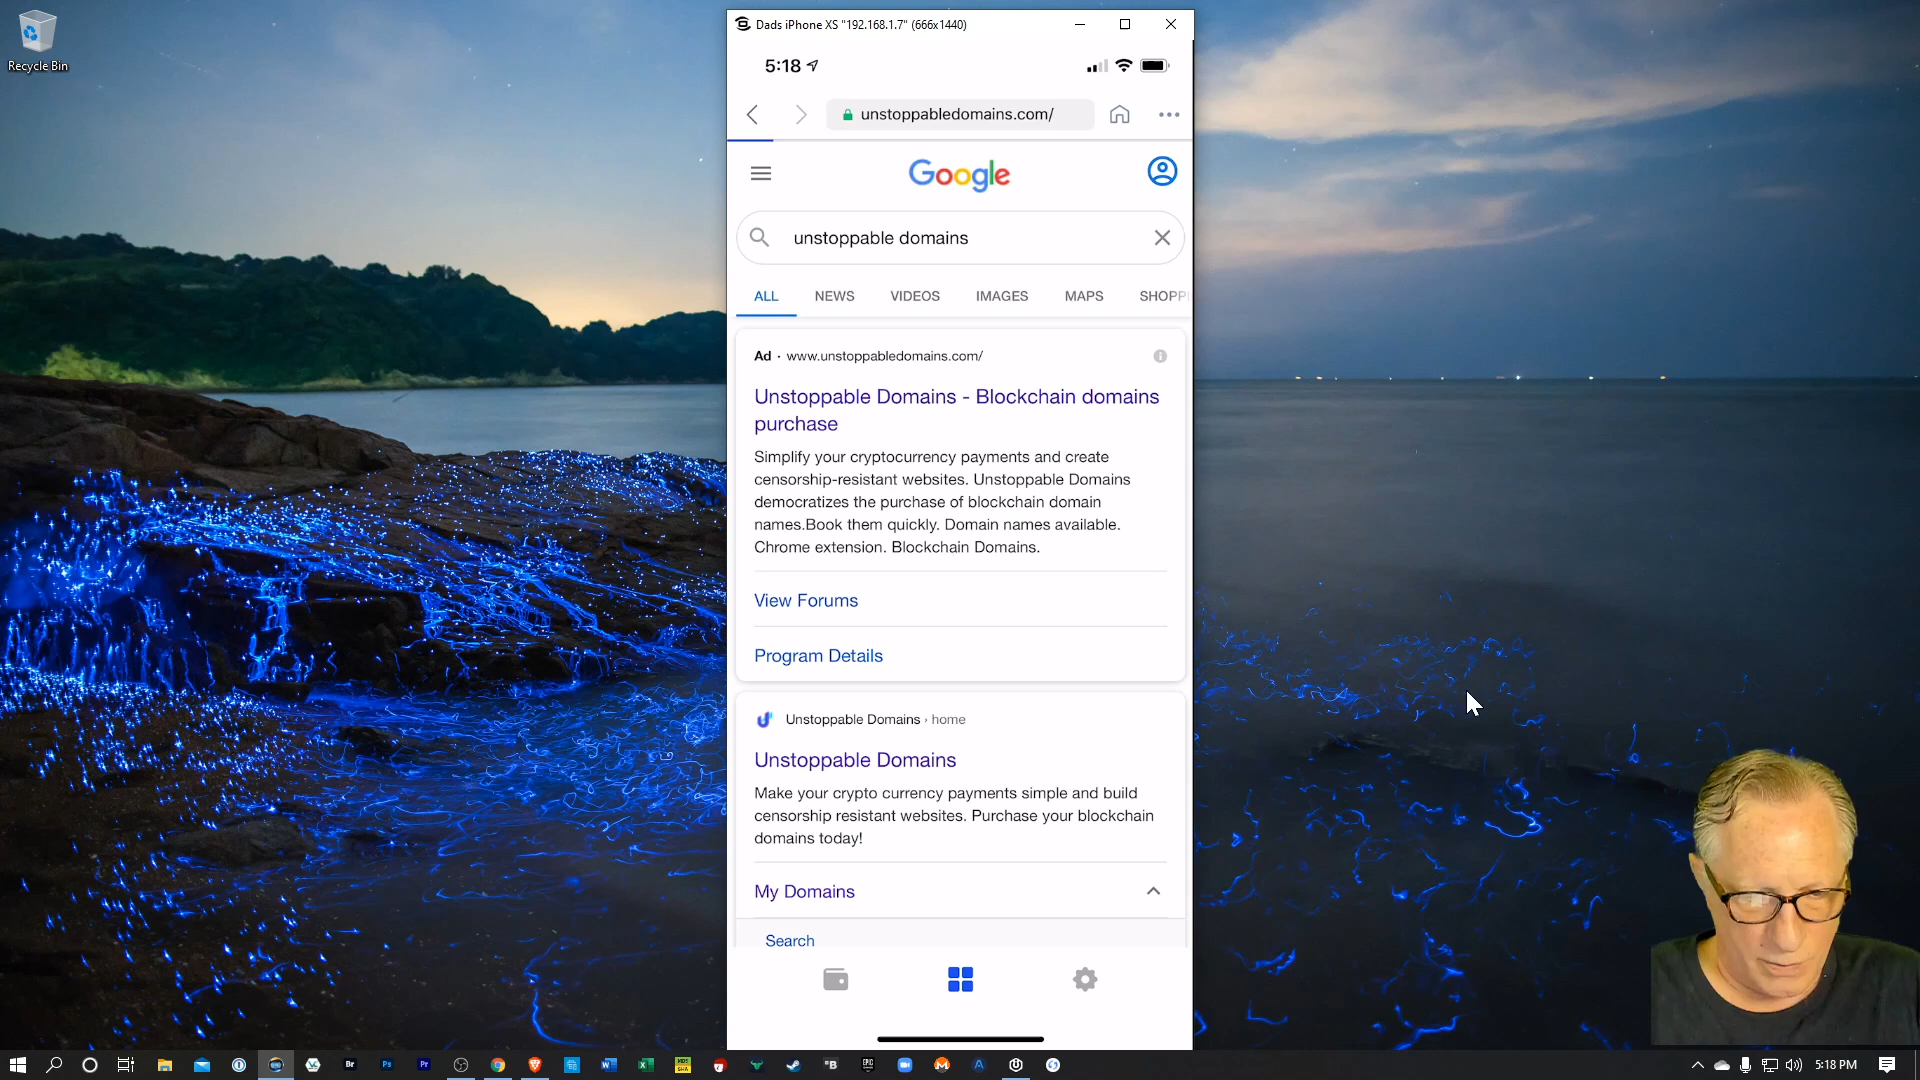 Recycle Bin
Dads iPhone XS "192.168.1.7" (666x1440)
5:18
unstoppabledomains.com/
Google
unstoppable domains
ALL NEWS VIDEOS IMAGES MAPS SHOPP
Ad · www.unstoppabledomains.com/
Unstoppable Domains - Blockchain domains
purchase
Simplify your cryptocurrency payments and create
censorship-resistant websites. Unstoppable Domains
democratizes the purchase of blockchain domain
names.Book them quickly. Domain names available.
Chrome extension. Blockchain Domains.
View Forums
Program Details
Unstoppable Domains › home
Unstoppable Domains
Make your crypto currency payments simple and build
censorship resistant websites. Purchase your blockchain
domains today!
My Domains
Search
Br Ps Pr
5:18 PM